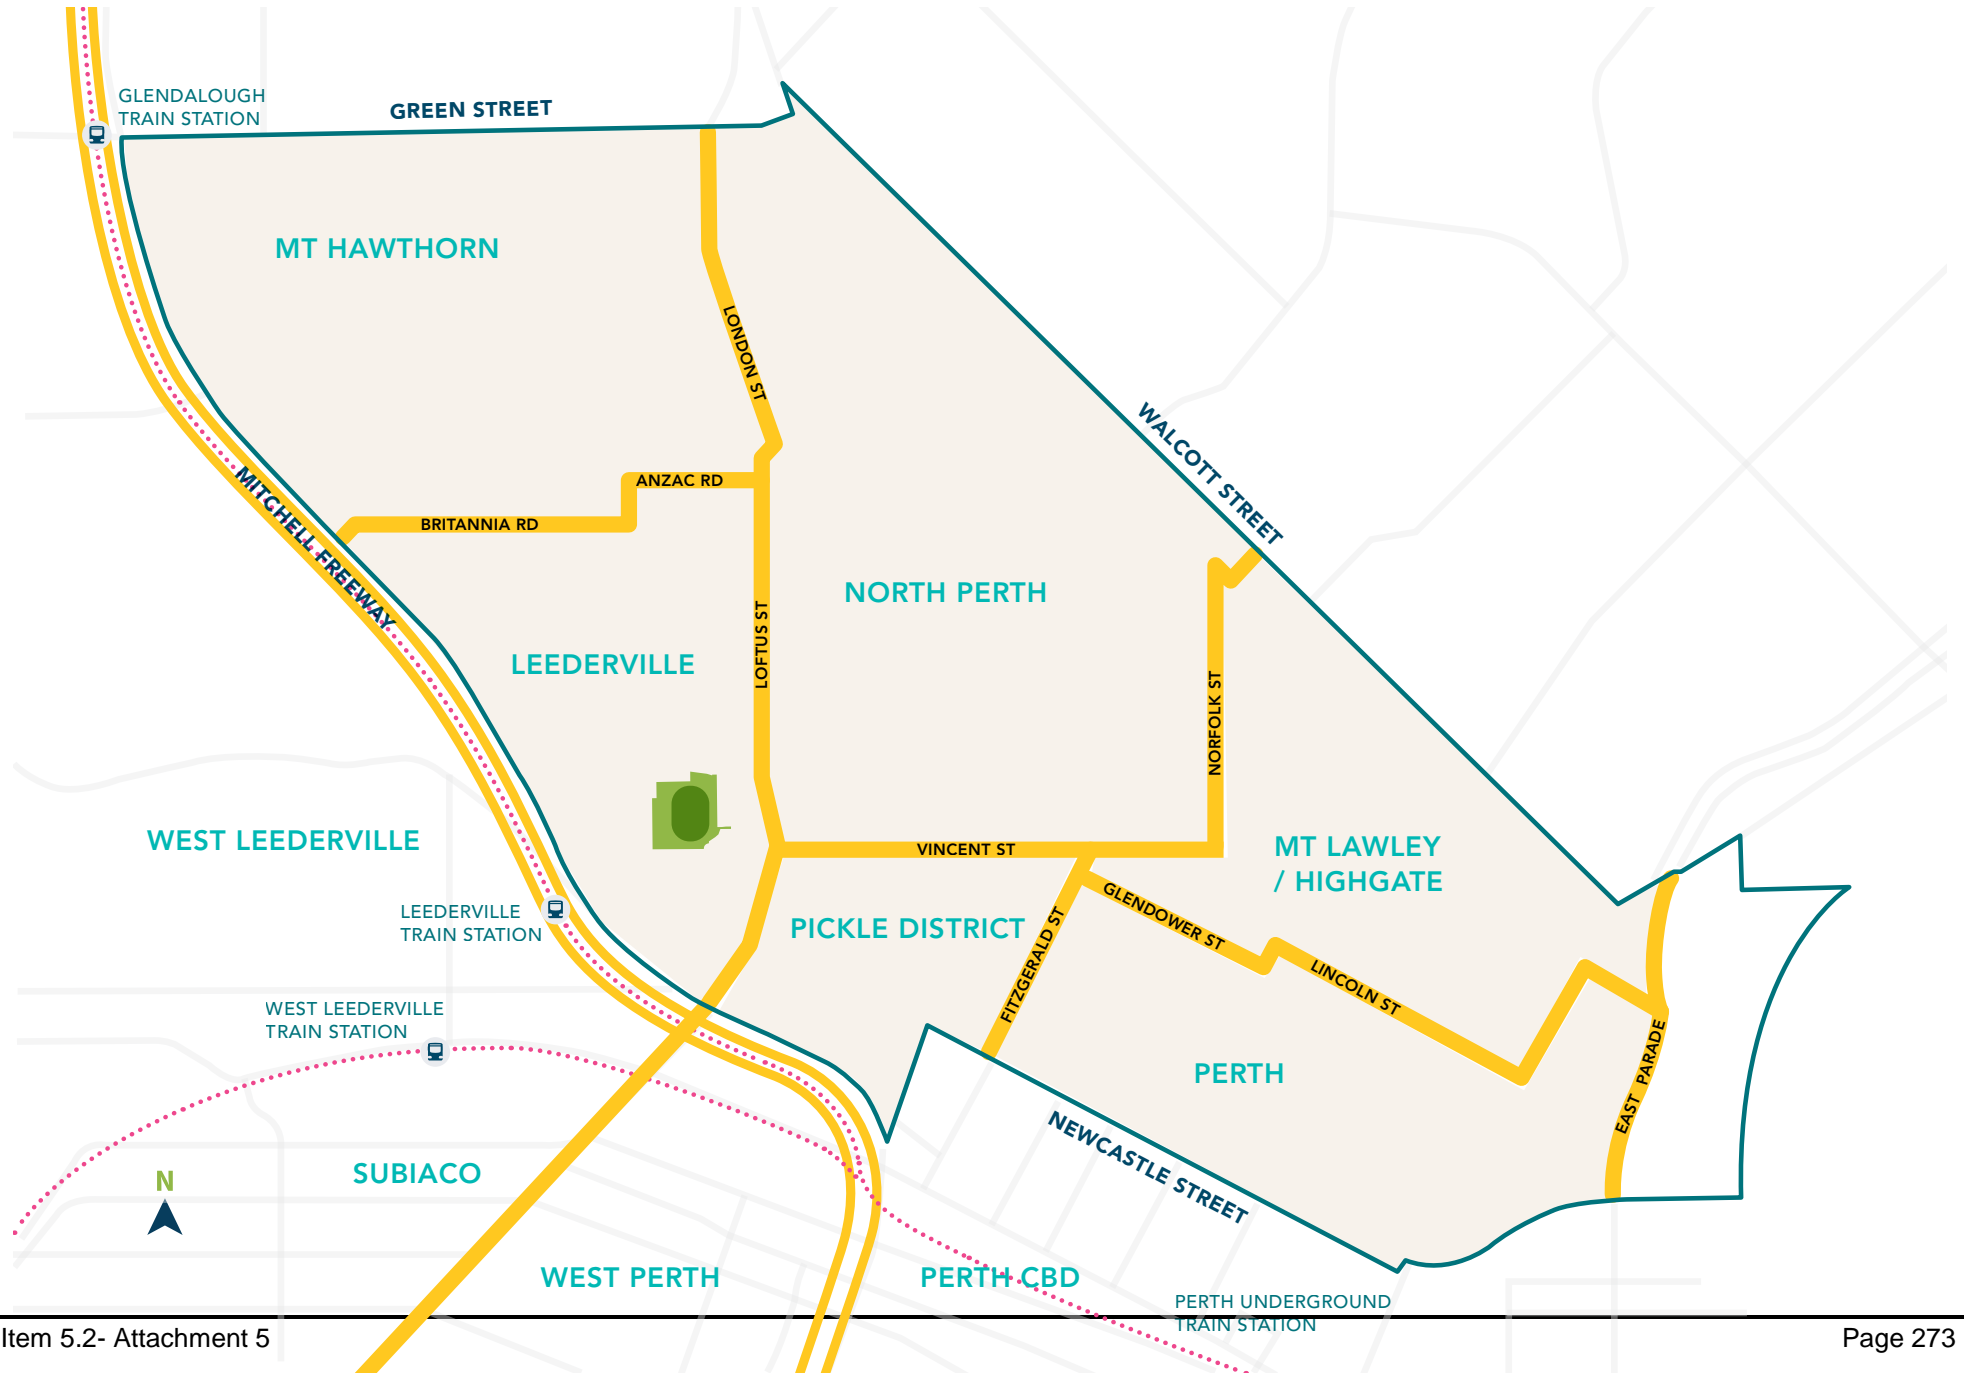 GLENDALOUGH
TRAIN STATION
GREEN STREET
MT HAWTHORN
LONDON ST
WALCOTT STREET
MITCHELL FREEWAY
ANZAC RD
BRITANNIA RD
NORTH PERTH
LOFTUS ST
LEEDERVILLE
NORFOLK ST
WEST LEEDERVILLE
VINCENT ST
MT LAWLEY
/ HIGHGATE
GLENDOWER ST
LEEDERVILLE
TRAIN STATION
PICKLE DISTRICT
FITZGERALD ST
LINCOLN ST
WEST LEEDERVILLE
TRAIN STATION
PERTH
EAST PARADE
NEWCASTLE STREET
SUBIACO
N
WEST PERTH
PERTH CBD
PERTH UNDERGROUND
TRAIN STATION
Item 5.2- Attachment 5
Page 273